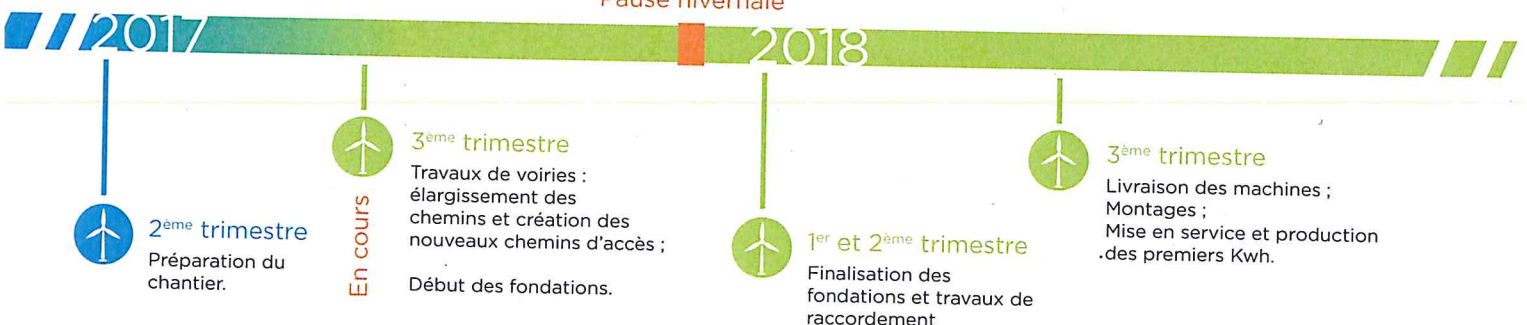 Pause hivernale
2017
2018
2ème trimestre
Préparation du
chantier.
En cours
3ème trimestre
Travaux de voiries :
élargissement des
chemins et création des
nouveaux chemins d'accès ;
Début des fondations.
1er et 2ème trimestre
Finalisation des
fondations et travaux de
raccordement
3ème trimestre
Livraison des machines ;
Montages ;
Mise en service et production
des premiers Kwh.